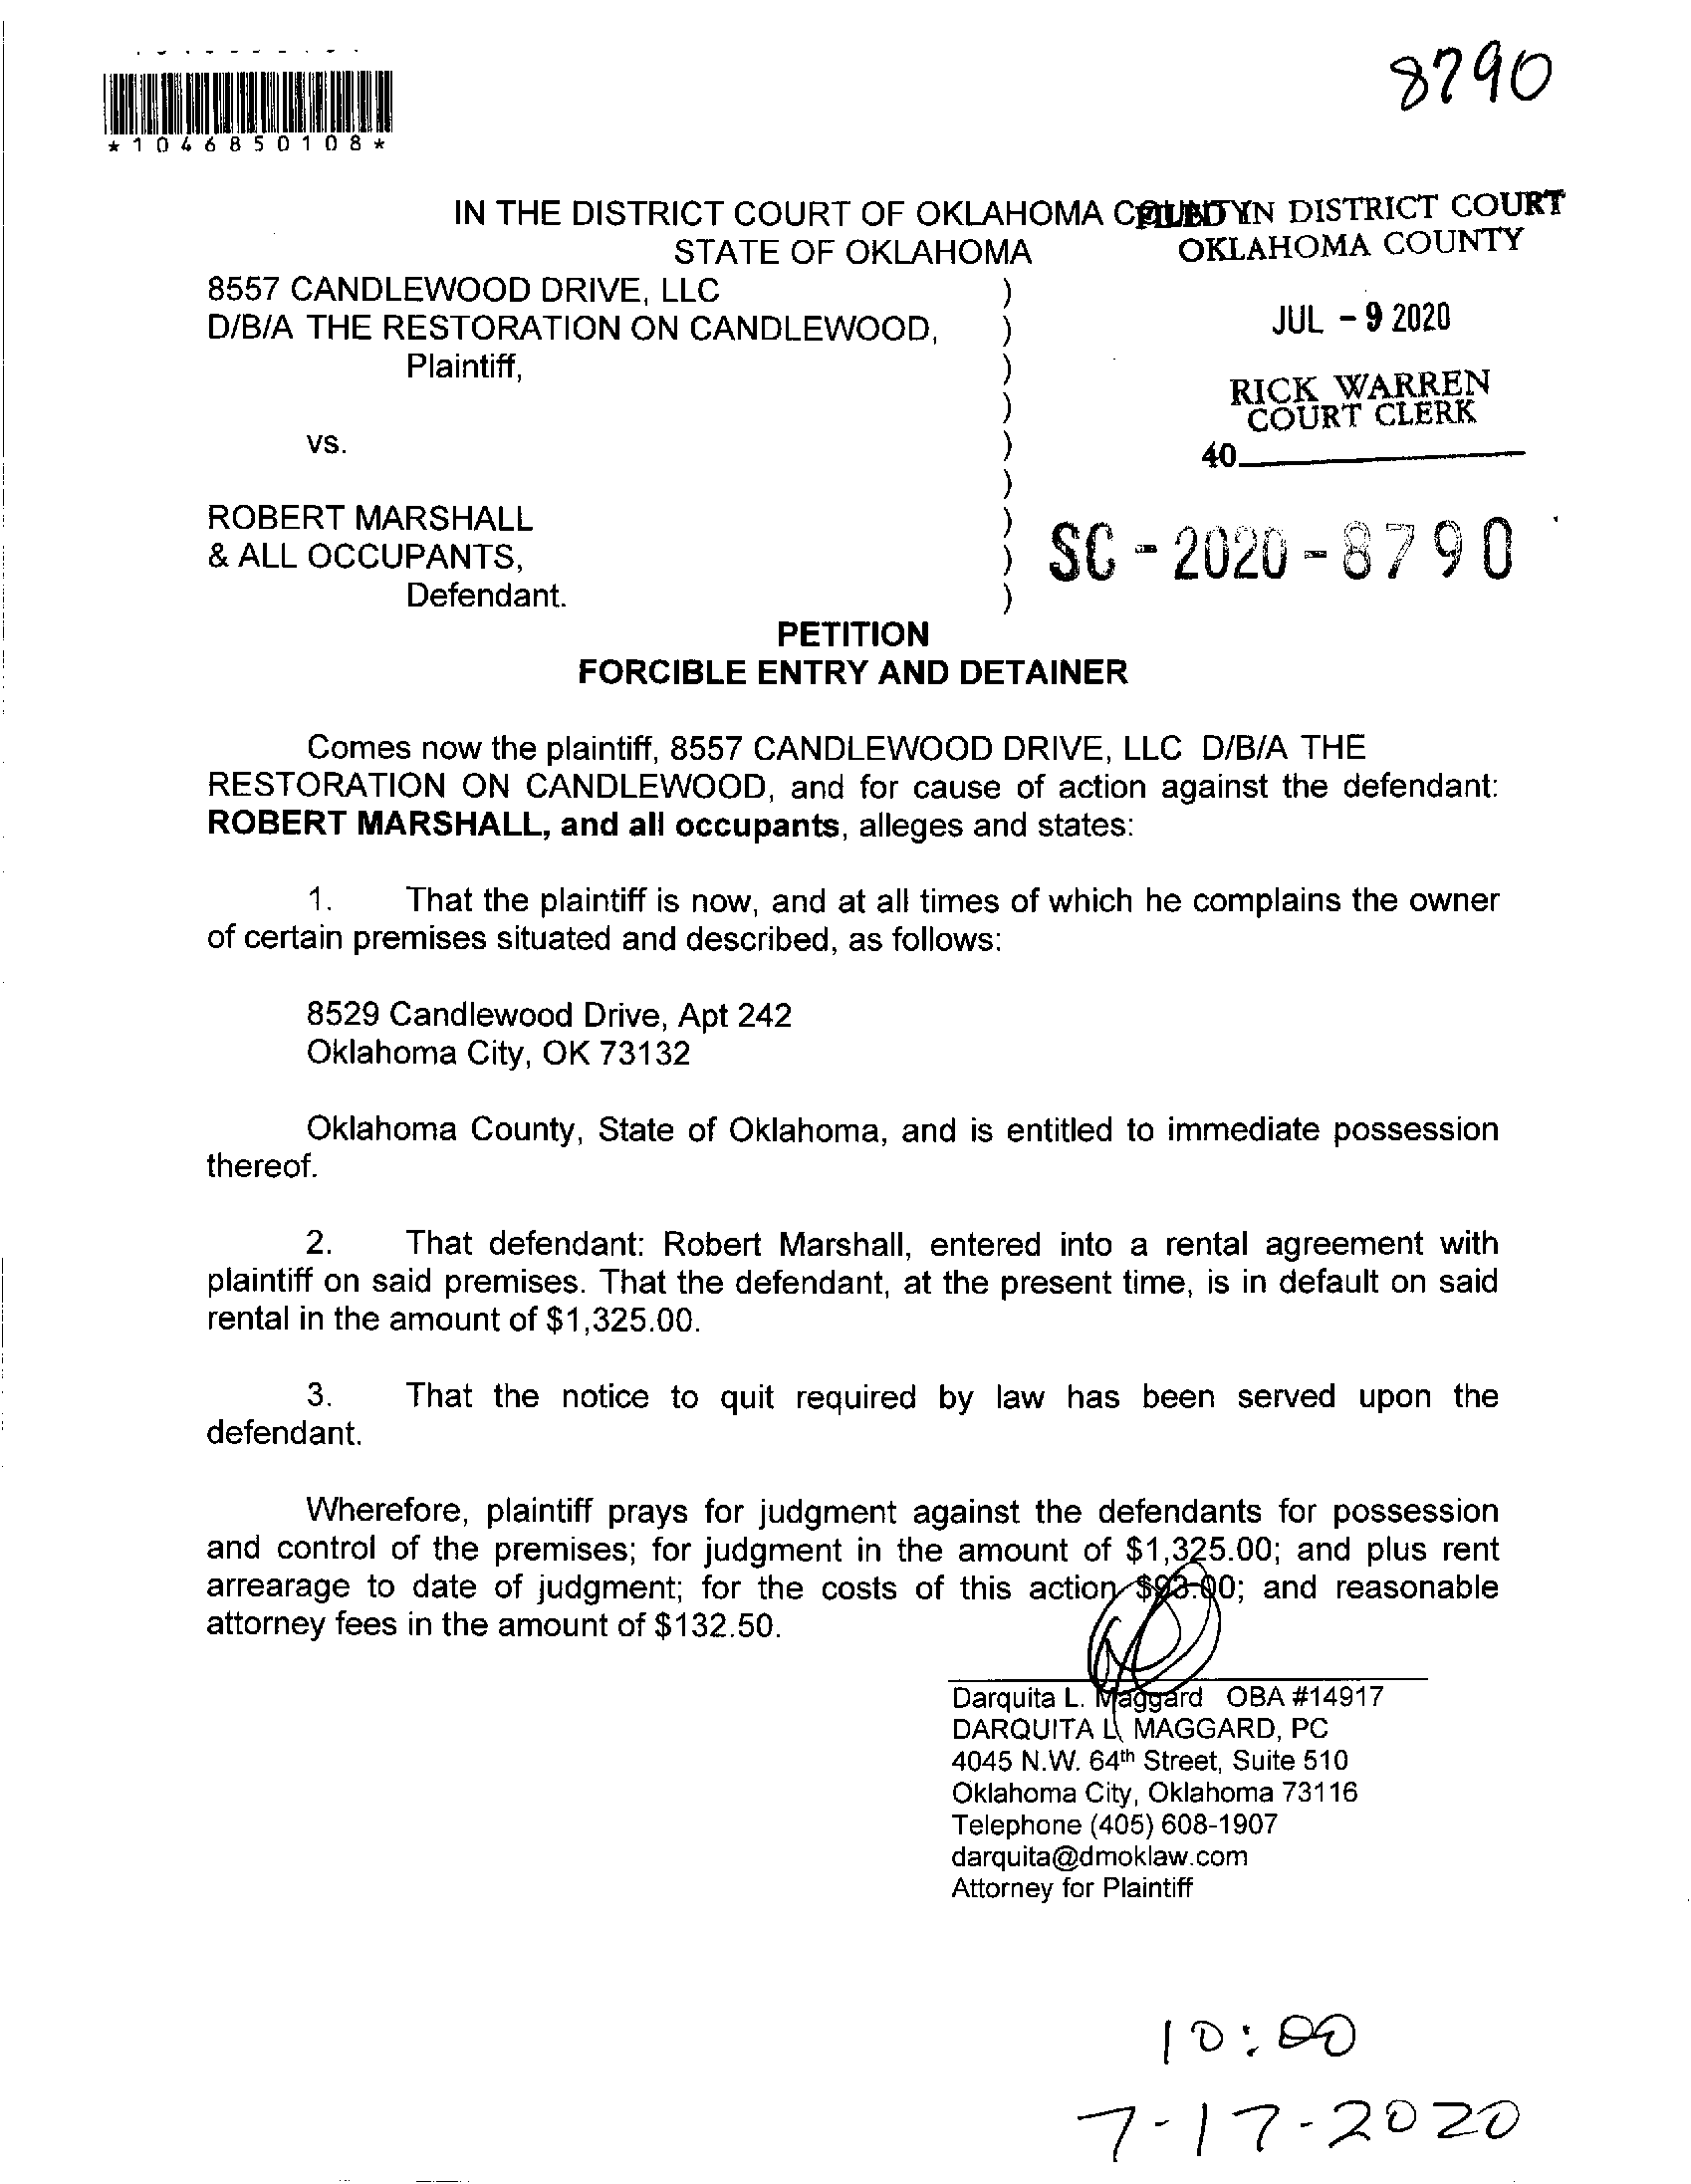 8790
*1046850108*
IN THE DISTRICT COURT OF OKLAHOMA COUNTY
STATE OF OKLAHOMA
FILED IN DISTRICT COURT
OKLAHOMA COUNTY
JUL - 9 2020
RICK WARREN
COURT CLERK
40
SC - 2020 - 8790
8557 CANDLEWOOD DRIVE, LLC )
D/B/A THE RESTORATION ON CANDLEWOOD, )
Plaintiff, )
)
vs. )
)
ROBERT MARSHALL )
& ALL OCCUPANTS, )
Defendant. )
PETITION
FORCIBLE ENTRY AND DETAINER
Comes now the plaintiff, 8557 CANDLEWOOD DRIVE, LLC D/B/A THE
RESTORATION ON CANDLEWOOD, and for cause of action against the defendant:
ROBERT MARSHALL, and all occupants, alleges and states:
1. That the plaintiff is now, and at all times of which he complains the owner
of certain premises situated and described, as follows:
8529 Candlewood Drive, Apt 242
Oklahoma City, OK 73132
Oklahoma County, State of Oklahoma, and is entitled to immediate possession
thereof.
2. That defendant: Robert Marshall, entered into a rental agreement with
plaintiff on said premises. That the defendant, at the present time, is in default on said
rental in the amount of $1,325.00.
3. That the notice to quit required by law has been served upon the
defendant.
Wherefore, plaintiff prays for judgment against the defendants for possession
and control of the premises; for judgment in the amount of $1,325.00; and plus rent
arrearage to date of judgment; for the costs of this action $93.00; and reasonable
attorney fees in the amount of $132.50.
Darquita L. Maggard OBA #14917
DARQUITA L. MAGGARD, PC
4045 N.W. 64th Street, Suite 510
Oklahoma City, Oklahoma 73116
Telephone (405) 608-1907
darquita@dmoklaw.com
Attorney for Plaintiff
10:00
7-17-2020